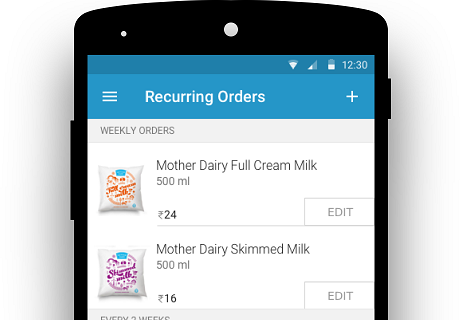 12:30
Recurring Orders
WEEKLY ORDERS
Mother Dairy Full Cream Milk
500 ml
₹24
EDIT
Mother Dairy Skimmed Milk
500 ml
₹16
EDIT
EVERY 2 WEEKS